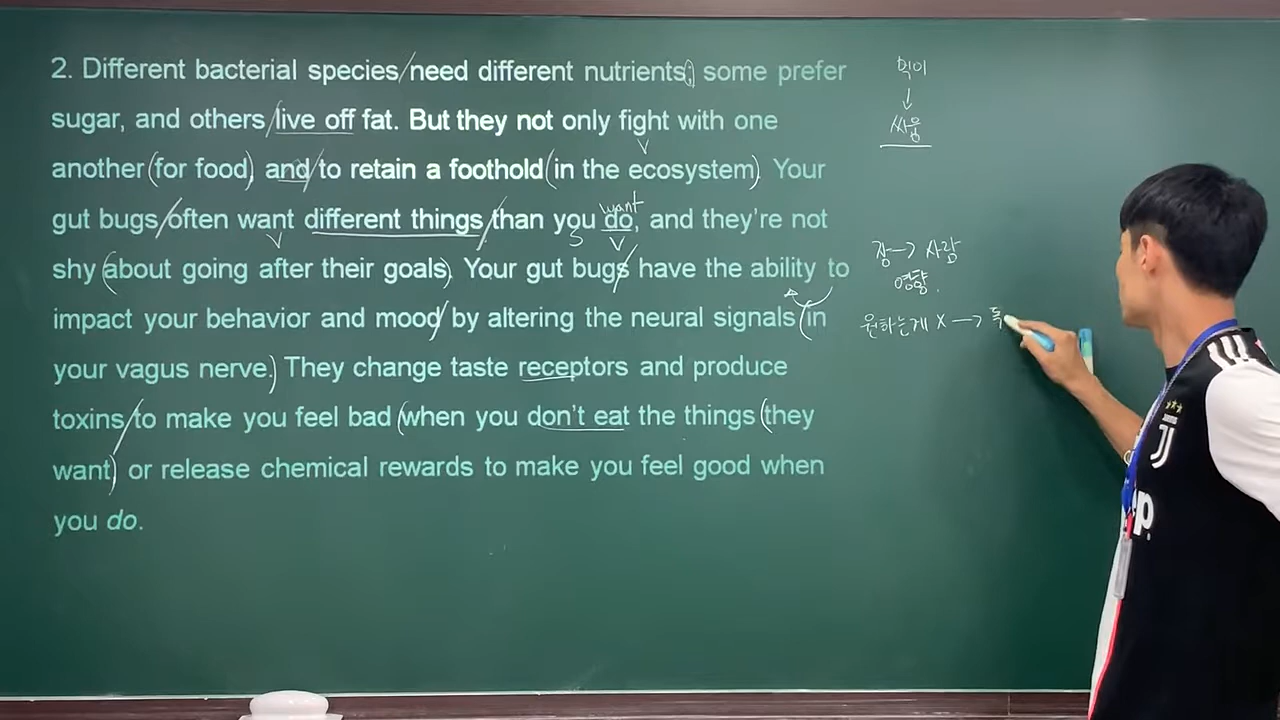 2. Different bacterial species need different nutrients; some prefer
sugar, and others live off fat. But they not only fight with one
another (for food) and to retain a foothold (in the ecosystem). Your
want
gut bugs often want different things than you do, and they're not
shy (about going after their goals). Your gut bugs have the ability to
impact your behavior and mood by altering the neural signals (in
your vagus nerve.) They change taste receptors and produce
toxins to make you feel bad (when you don't eat the things (they
want) or release chemical rewards to make you feel good when
you do.
먹이
↓
싸움
장 → 사람
영향
원하는게 X → 독